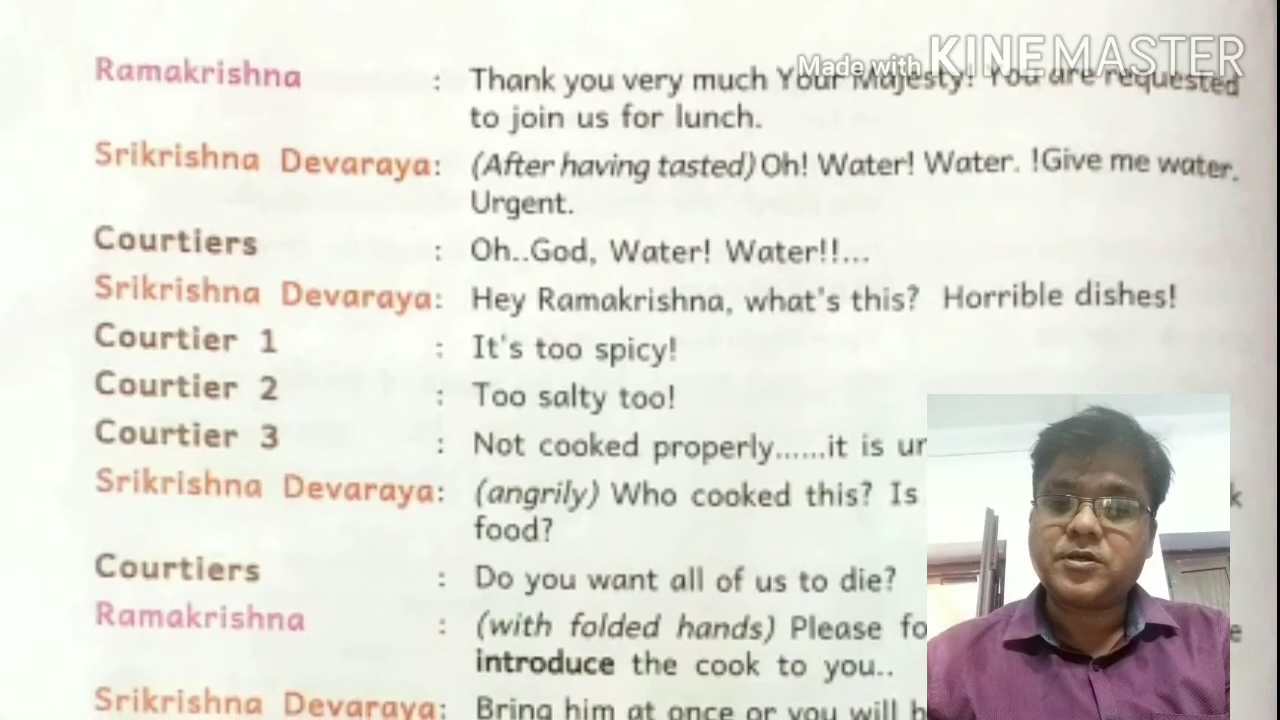 Made with KINEMASTER
Ramakrishna : Thank you very much Your Majesty! You are requested
to join us for lunch.
Srikrishna Devaraya: (After having tasted) Oh! Water! Water. !Give me water.
Urgent.
Courtiers : Oh..God, Water! Water!!...
Srikrishna Devaraya: Hey Ramakrishna, what's this? Horrible dishes!
Courtier 1 : It's too spicy!
Courtier 2 : Too salty too!
Courtier 3 : Not cooked properly......it is
Srikrishna Devaraya: (angrily) Who cooked this? Is
food?
Courtiers : Do you want all of us to die?
Ramakrishna : (with folded hands) Please
introduce the cook to you..
Srikrishna Devaraya: Bring him at once or you will